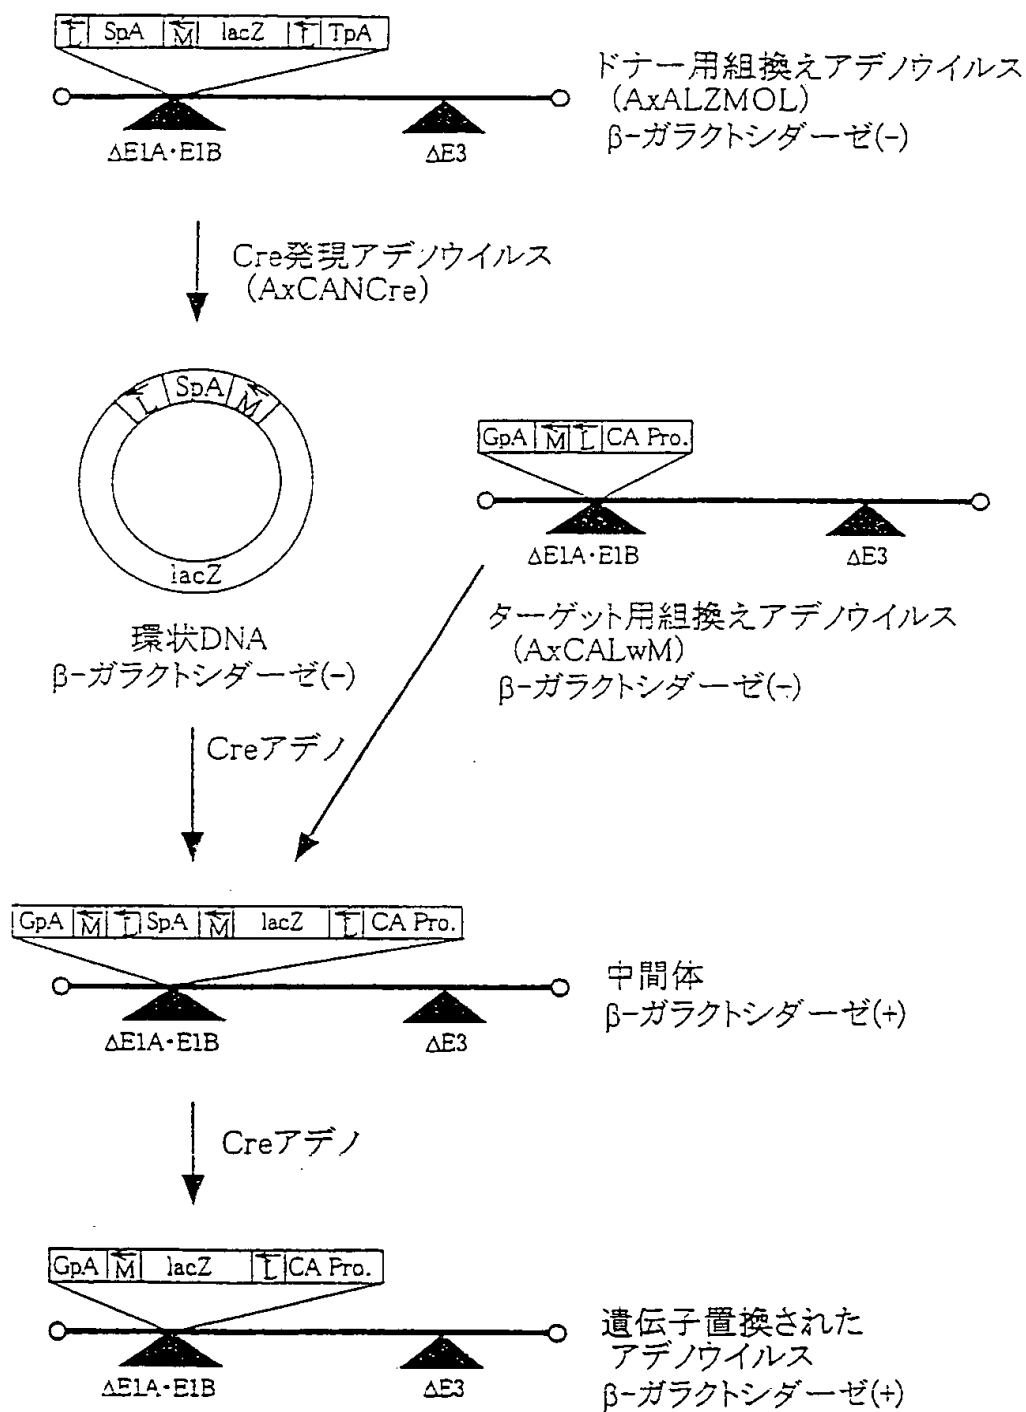 L SpA M lacZ L TpA
ドナー用組換えアデノウイルス
(AxALZMOL)
β-ガラクトシダーゼ(-)
ΔE1A・E1B ΔE3
Cre発現アデノウイルス
(AxCANCre)
L SpA M
lacZ
GpA M L CA Pro.
ΔE1A・E1B ΔE3
環状DNA
β-ガラクトシダーゼ(-)
ターゲット用組換えアデノウイルス
(AxCALwM)
β-ガラクトシダーゼ(-)
Creアデノ
GpA M L SpA M lacZ L CA Pro.
中間体
β-ガラクトシダーゼ(+)
ΔE1A・E1B ΔE3
Creアデノ
GpA M lacZ L CA Pro.
遺伝子置換された
アデノウイルス
β-ガラクトシダーゼ(+)
ΔE1A・E1B ΔE3